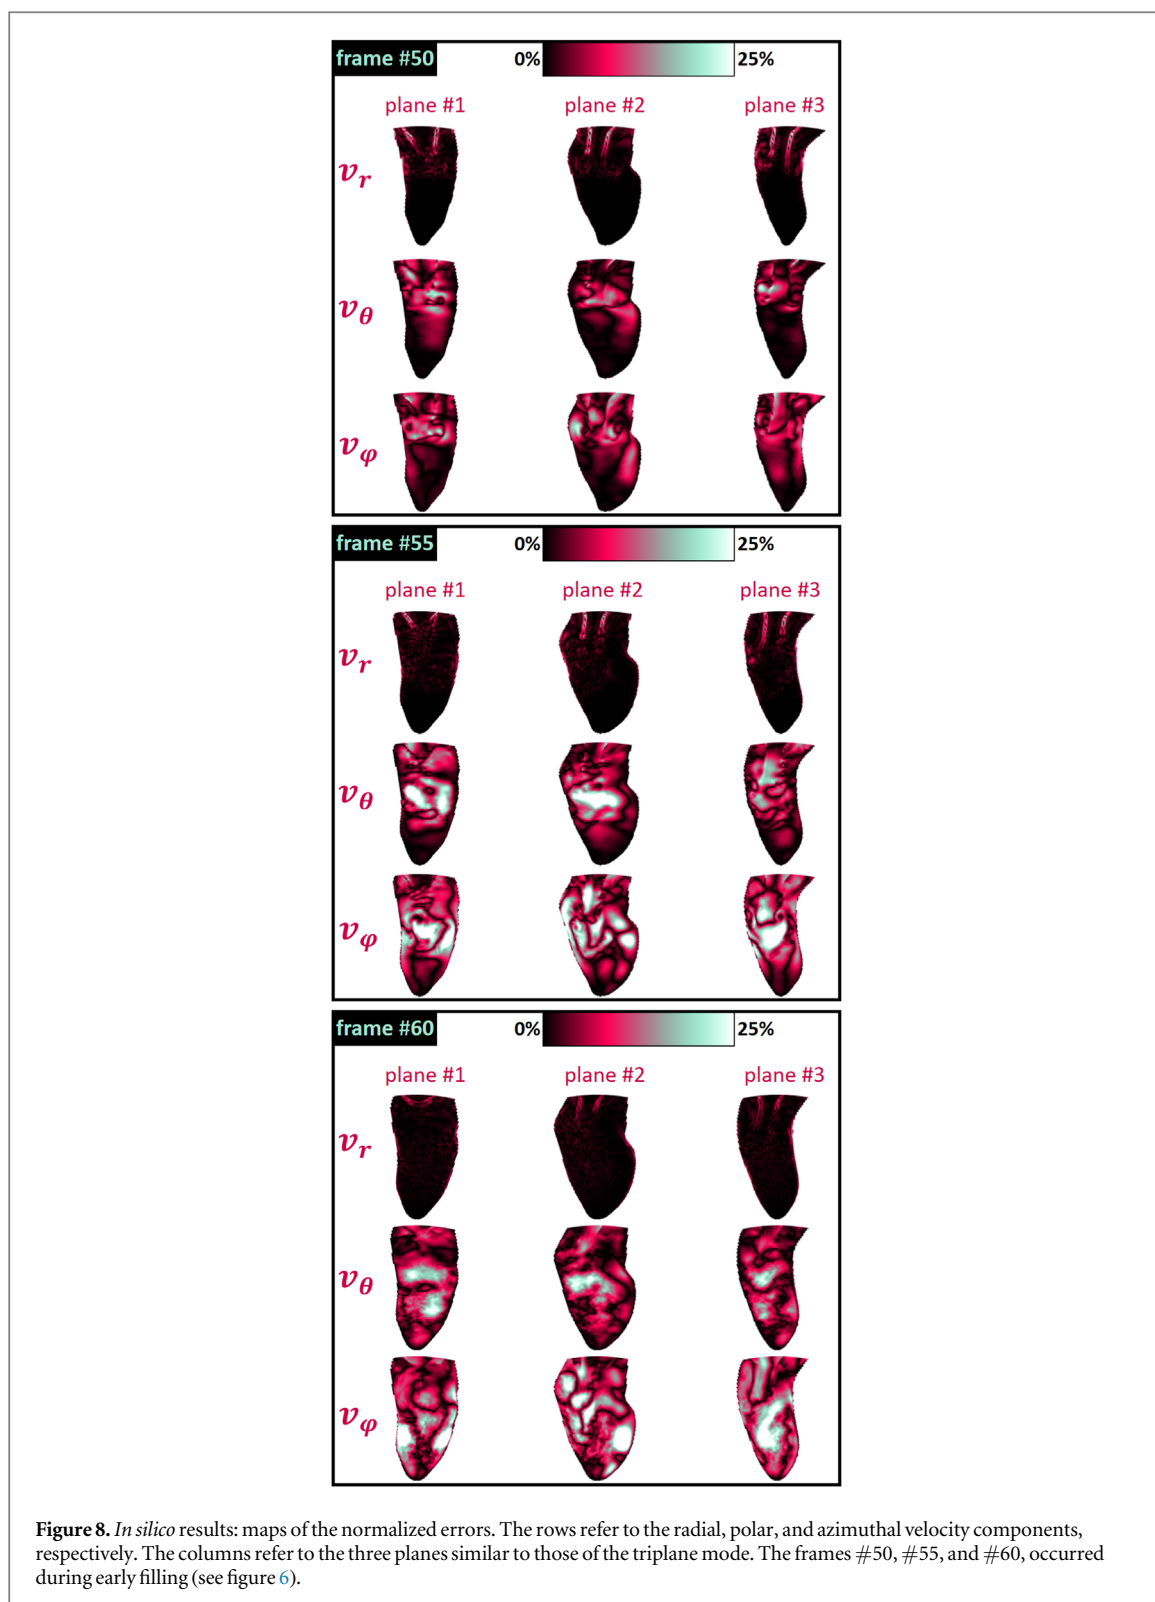 frame #50
0% 25%
plane #1 plane #2 plane #3
v_r
v_θ
v_φ
frame #55
0% 25%
plane #1 plane #2 plane #3
v_r
v_θ
v_φ
frame #60
0% 25%
plane #1 plane #2 plane #3
v_r
v_θ
v_φ
Figure 8. In silico results: maps of the normalized errors. The rows refer to the radial, polar, and azimuthal velocity components,
respectively. The columns refer to the three planes similar to those of the triplane mode. The frames #50, #55, and #60, occurred
during early filling (see figure 6).